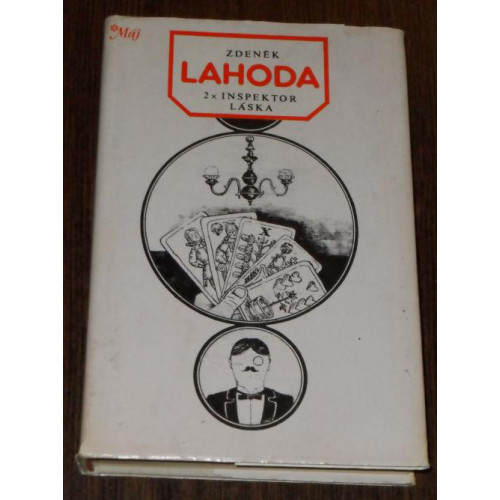 Máj
ZDENĚK
LAHODA
2× INSPEKTOR
LÁSKA
X